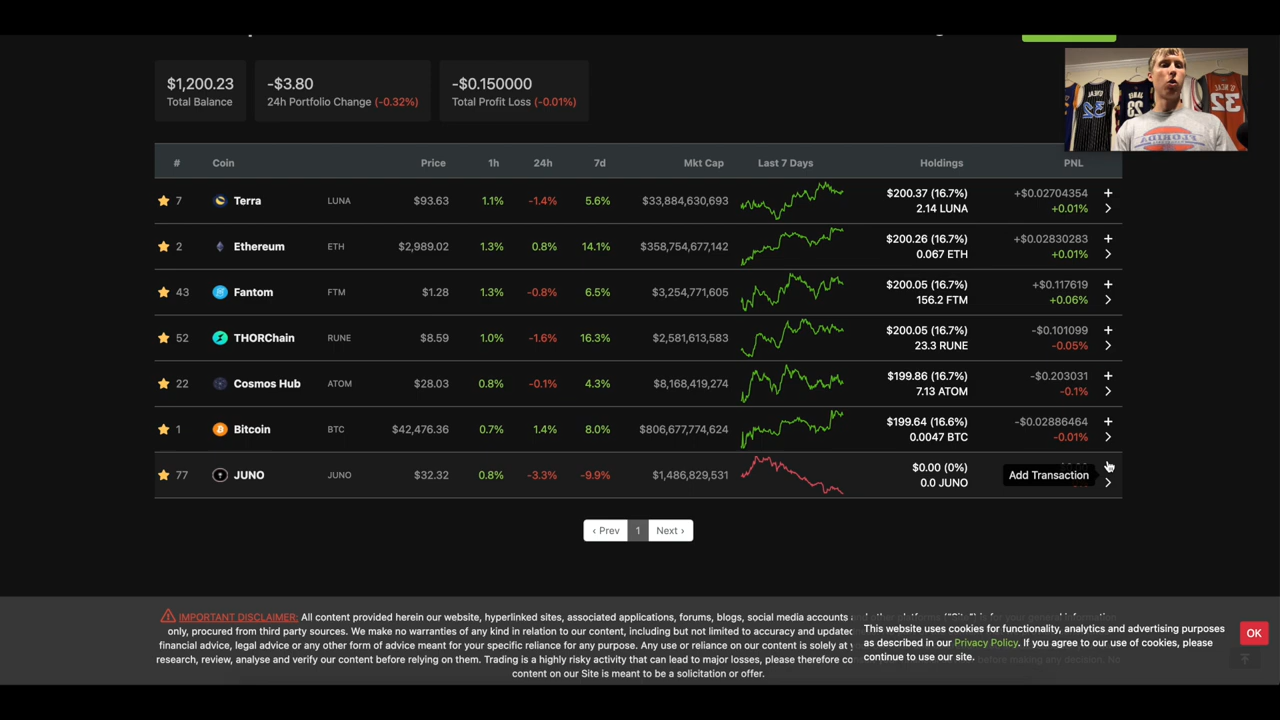 $1,200.23
Total Balance
-$3.80
24h Portfolio Change (-0.32%)
-$0.150000
Total Profit Loss (-0.01%)
# Coin Price 1h 24h 7d Mkt Cap Last 7 Days Holdings PNL
7 Terra LUNA $93.63 1.1% -1.4% 5.6% $33,884,630,693 $200.37 (16.7%) +$0.02704354 +
2.14 LUNA +0.01%
2 Ethereum ETH $2,989.02 1.3% 0.8% 14.1% $358,754,677,142 $200.26 (16.7%) +$0.02830283 +
0.067 ETH +0.01%
43 Fantom FTM $1.28 1.3% -0.8% 6.5% $3,254,771,605 $200.05 (16.7%) +$0.117619 +
156.2 FTM +0.06%
52 THORChain RUNE $8.59 1.0% -1.6% 16.3% $2,581,613,583 $200.05 (16.7%) -$0.101099 +
23.3 RUNE -0.05%
22 Cosmos Hub ATOM $28.03 0.8% -0.1% 4.3% $8,168,419,274 $199.86 (16.7%) -$0.203031 +
7.13 ATOM -0.1%
1 Bitcoin BTC $42,476.36 0.7% 1.4% 8.0% $806,677,774,624 $199.64 (16.6%) -$0.02886464 +
0.0047 BTC -0.01%
77 JUNO JUNO $32.32 0.8% -3.3% -9.9% $1,486,829,531 $0.00 (0%)
0.0 JUNO
Add Transaction
‹ Prev 1 Next ›
IMPORTANT DISCLAIMER: All content provided herein our website, hyperlinked sites, associated applications, forums, blogs, social media accounts
only, procured from third party sources. We make no warranties of any kind in relation to our content, including but not limited to accuracy and updated
financial advice, legal advice or any other form of advice meant for your specific reliance for any purpose. Any use or reliance on our content is solely at
research, review, analyse and verify our content before relying on them. Trading is a highly risky activity that can lead to major losses, please therefore
content on our Site is meant to be a solicitation or offer.
This website uses cookies for functionality, analytics and advertising purposes
as described in our Privacy Policy. If you agree to our use of cookies, please
continue to use our site.
OK